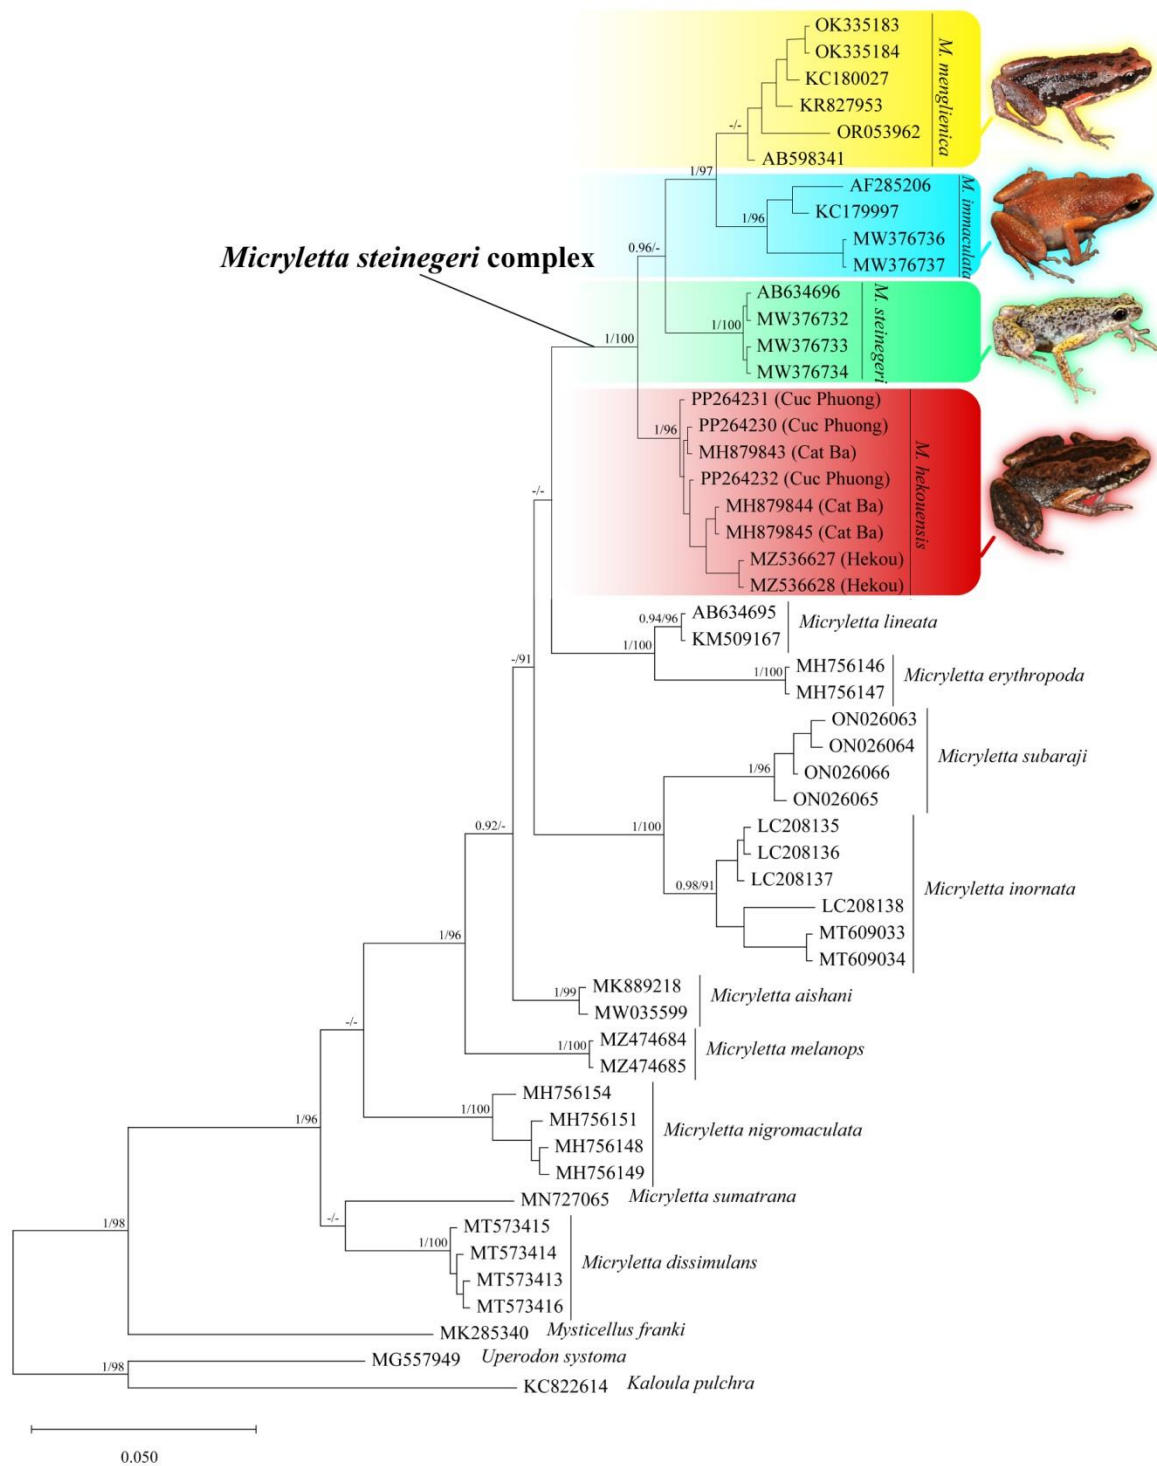 OK335183
OK335184
KC180027
KR827953
-/-
OR053962
AB598341
M. menglienica
1/97
AF285206
KC179997
1/96
MW376736
MW376737
M. immaculata
0.96/-
Micryletta steinegeri complex
AB634696
MW376732
1/100
MW376733
MW376734
M. steinegeri
1/100
PP264231 (Cuc Phuong)
PP264230 (Cuc Phuong)
1/96
MH879843 (Cat Ba)
PP264232 (Cuc Phuong)
MH879844 (Cat Ba)
MH879845 (Cat Ba)
MZ536627 (Hekou)
MZ536628 (Hekou)
M. hekouensis
-/-
AB634695
0.94/96
KM509167
Micryletta lineata
1/100
MH756146
1/100
MH756147
Micryletta erythropoda
-/91
ON026063
ON026064
ON026066
1/96
ON026065
Micryletta subaraji
1/100
LC208135
LC208136
LC208137
0.98/91
LC208138
MT609033
MT609034
Micryletta inornata
0.92/-
MK889218
1/99
MW035599
Micryletta aishani
1/96
MZ474684
1/100
MZ474685
Micryletta melanops
-/-
MH756154
1/100
MH756151
MH756148
MH756149
Micryletta nigromaculata
1/96
MN727065
Micryletta sumatrana
-/-
MT573415
1/100
MT573414
MT573413
MT573416
Micryletta dissimulans
1/98
MK285340
Mysticellus franki
MG557949
Uperodon systoma
1/98
KC822614
Kaloula pulchra
0.050